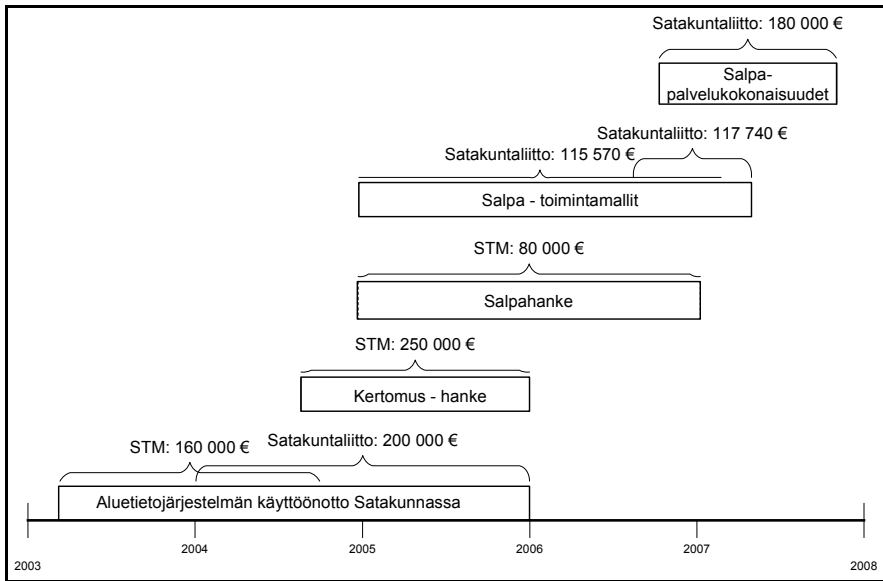 Satakuntaliitto: 180 000 €
Salpa-
palvelukokonaisuudet
Satakuntaliitto: 117 740 €
Satakuntaliitto: 115 570 €
Salpa - toimintamallit
STM: 80 000 €
Salpahanke
STM: 250 000 €
Kertomus - hanke
STM: 160 000 €
Satakuntaliitto: 200 000 €
Aluetietojärjestelmän käyttöönotto Satakunnassa
2003
2004
2005
2006
2007
2008